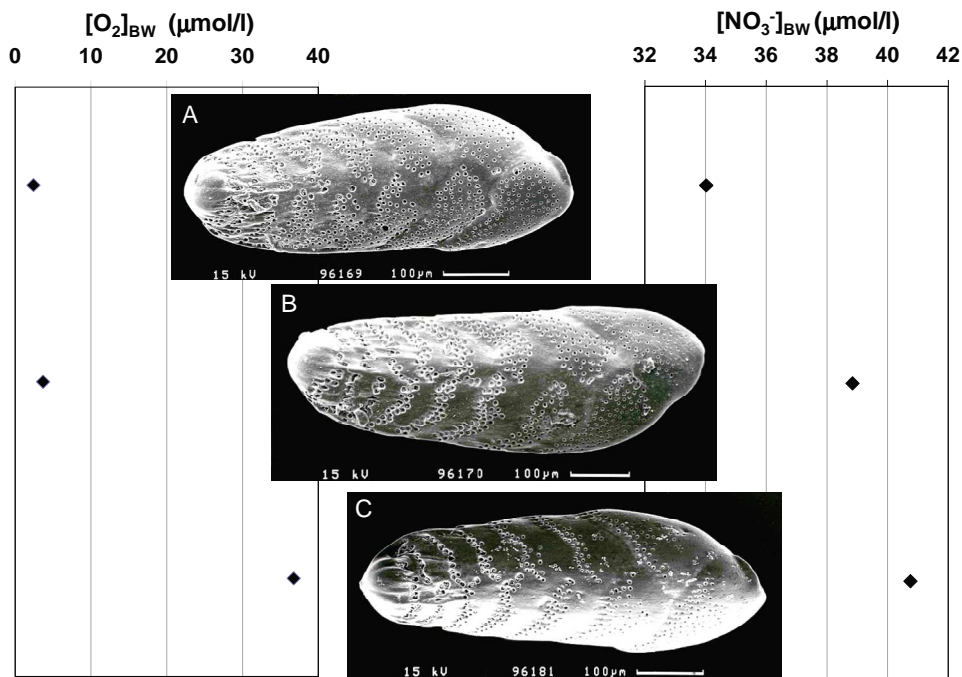 [O₂]BW (μmol/l)
[NO₃⁻]BW (μmol/l)
0 10 20 30 40
32 34 36 38 40 42
A
15 kV 96169 100μm
B
15 kV 96170 100μm
C
15 kV 96181 100μm